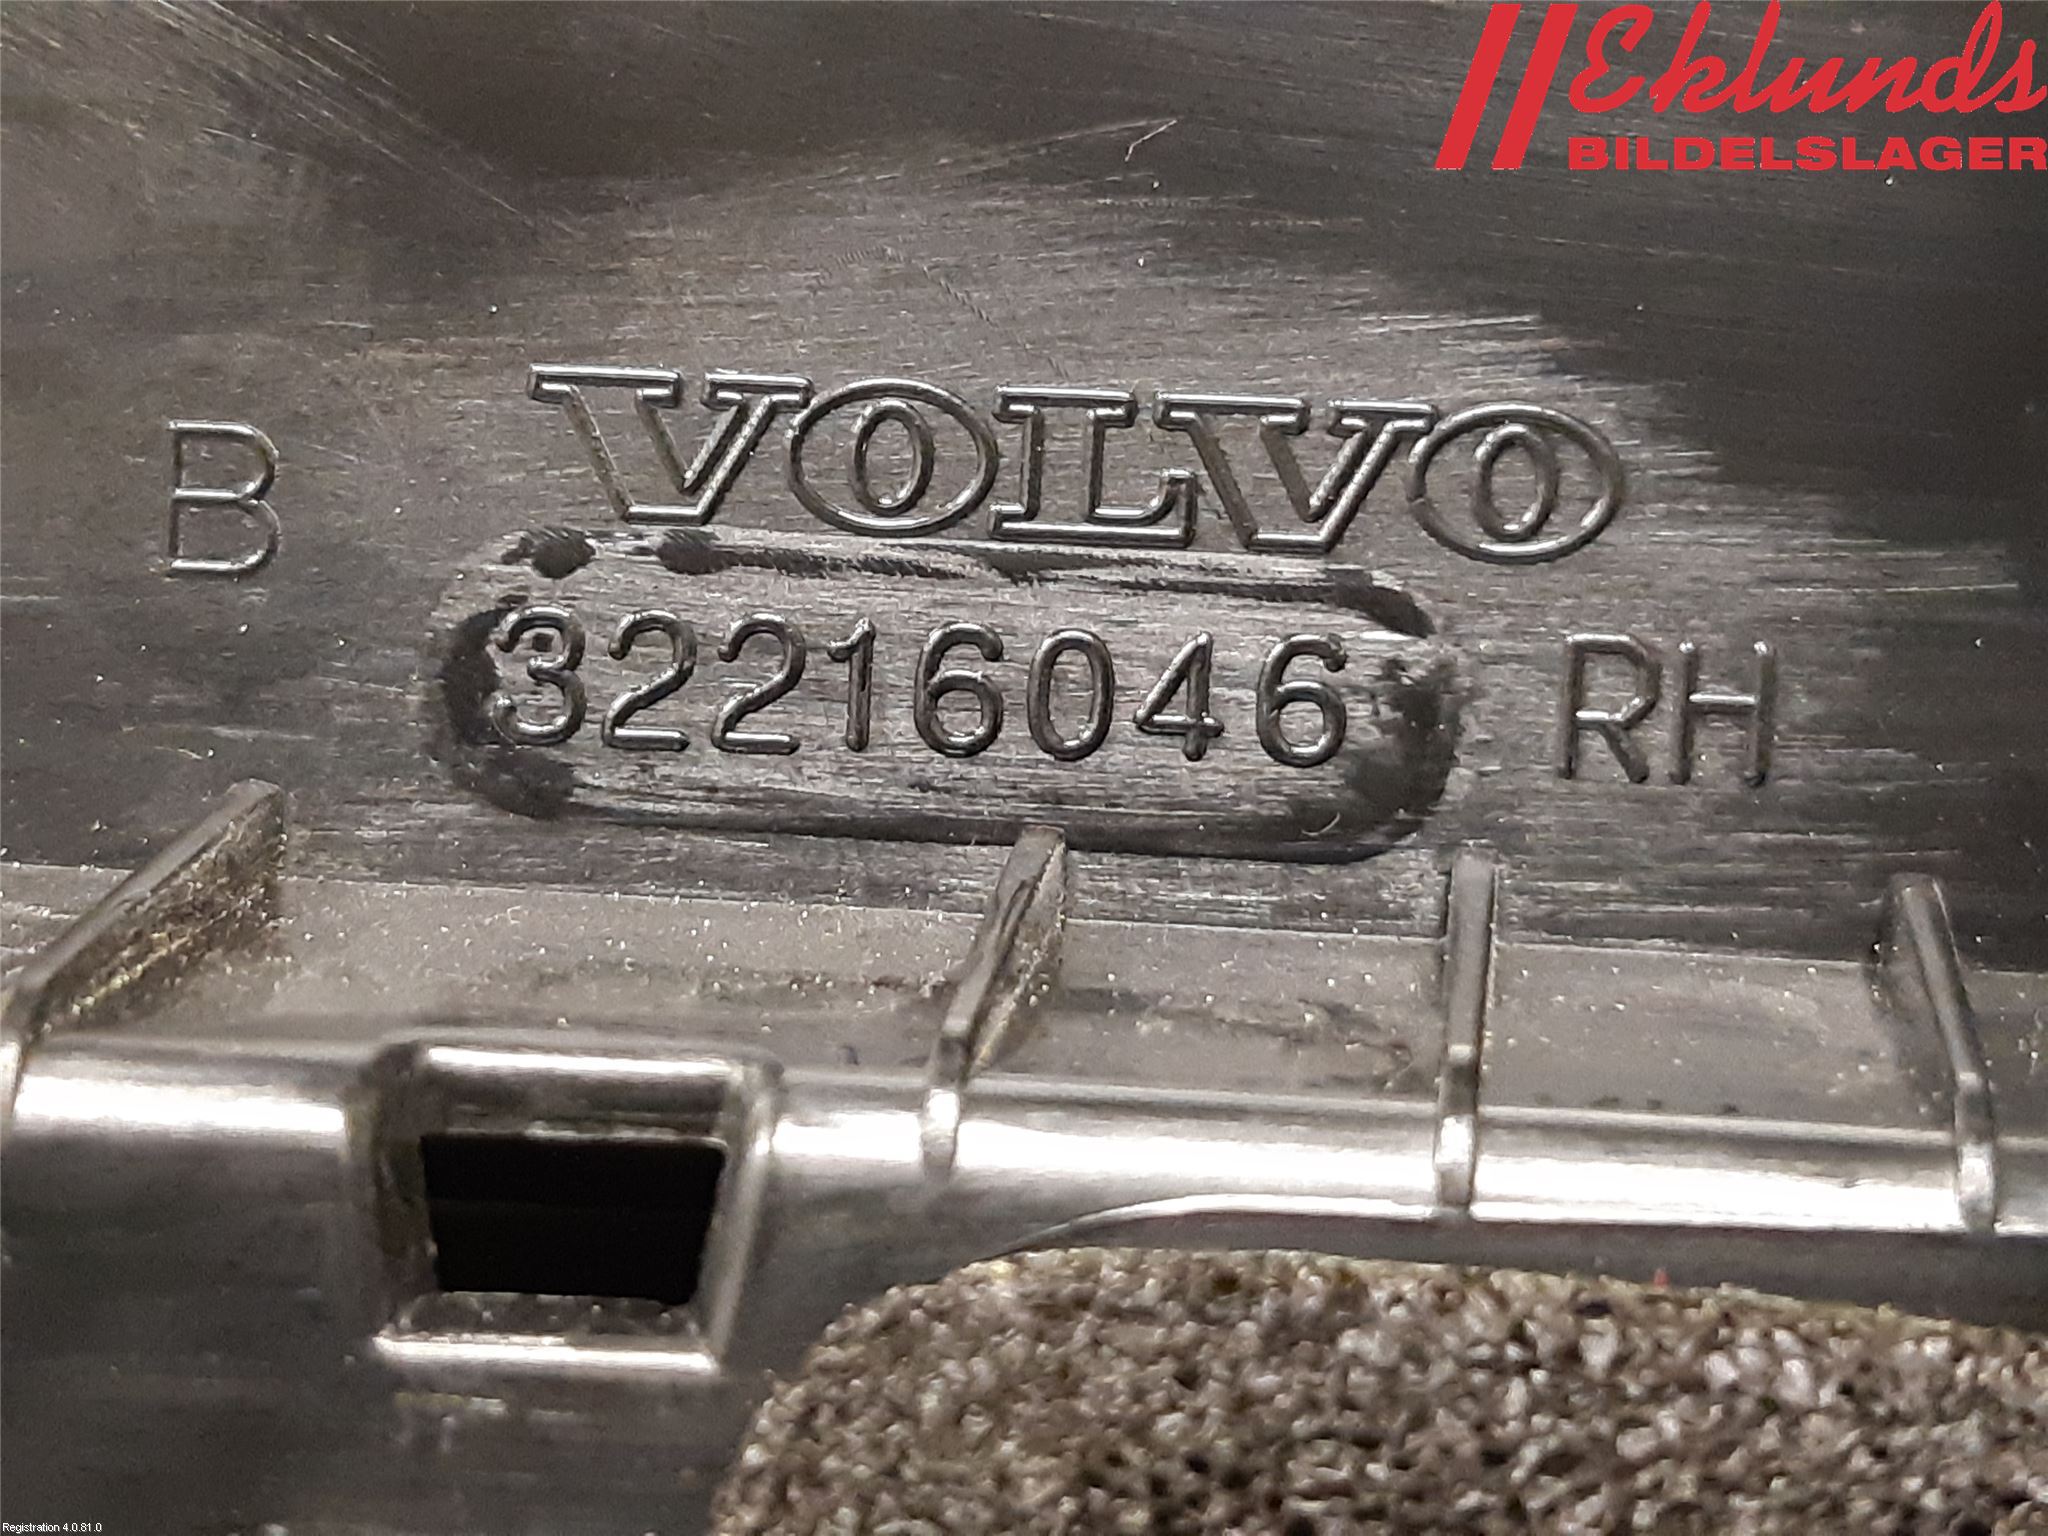 Eklunds
BILDELSLAGER
VOLVO
B
32216046 RH
Registration 4.0.81.0